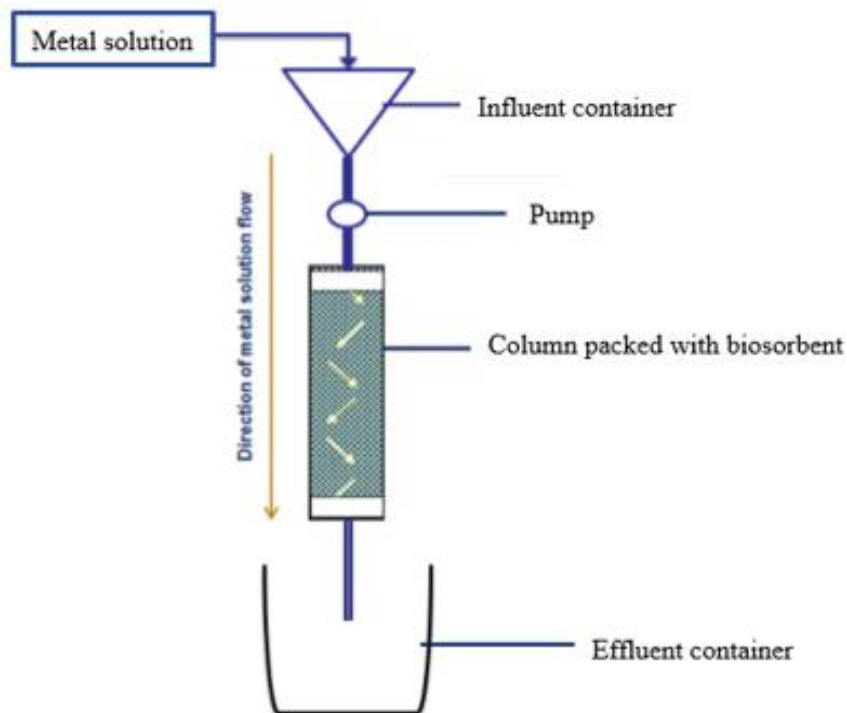 Metal solution
Influent container
Pump
Direction of metal solution flow
Column packed with biosorbent
Effluent container